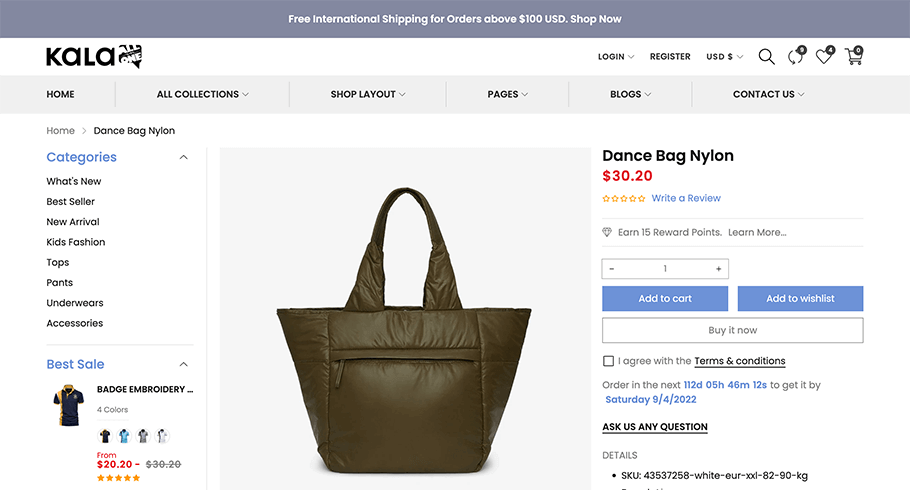 Free International Shipping for Orders above $100 USD. Shop Now
KALA ALL ONE
LOGIN REGISTER USD $ 9 4 0
HOME ALL COLLECTIONS SHOP LAYOUT PAGES BLOGS CONTACT US
Home > Dance Bag Nylon
Categories
What's New
Best Seller
New Arrival
Kids Fashion
Tops
Pants
Underwears
Accessories
Best Sale
BADGE EMBROIDERY ...
4 Colors
From
$20.20 - $30.20
Dance Bag Nylon
$30.20
Write a Review
Earn 15 Reward Points. Learn More...
- 1 +
Add to cart Add to wishlist
Buy it now
I agree with the Terms & conditions
Order in the next 112d 05h 46m 12s to get it by
Saturday 9/4/2022
ASK US ANY QUESTION
DETAILS
• SKU: 43537258-white-eur-xxl-82-90-kg